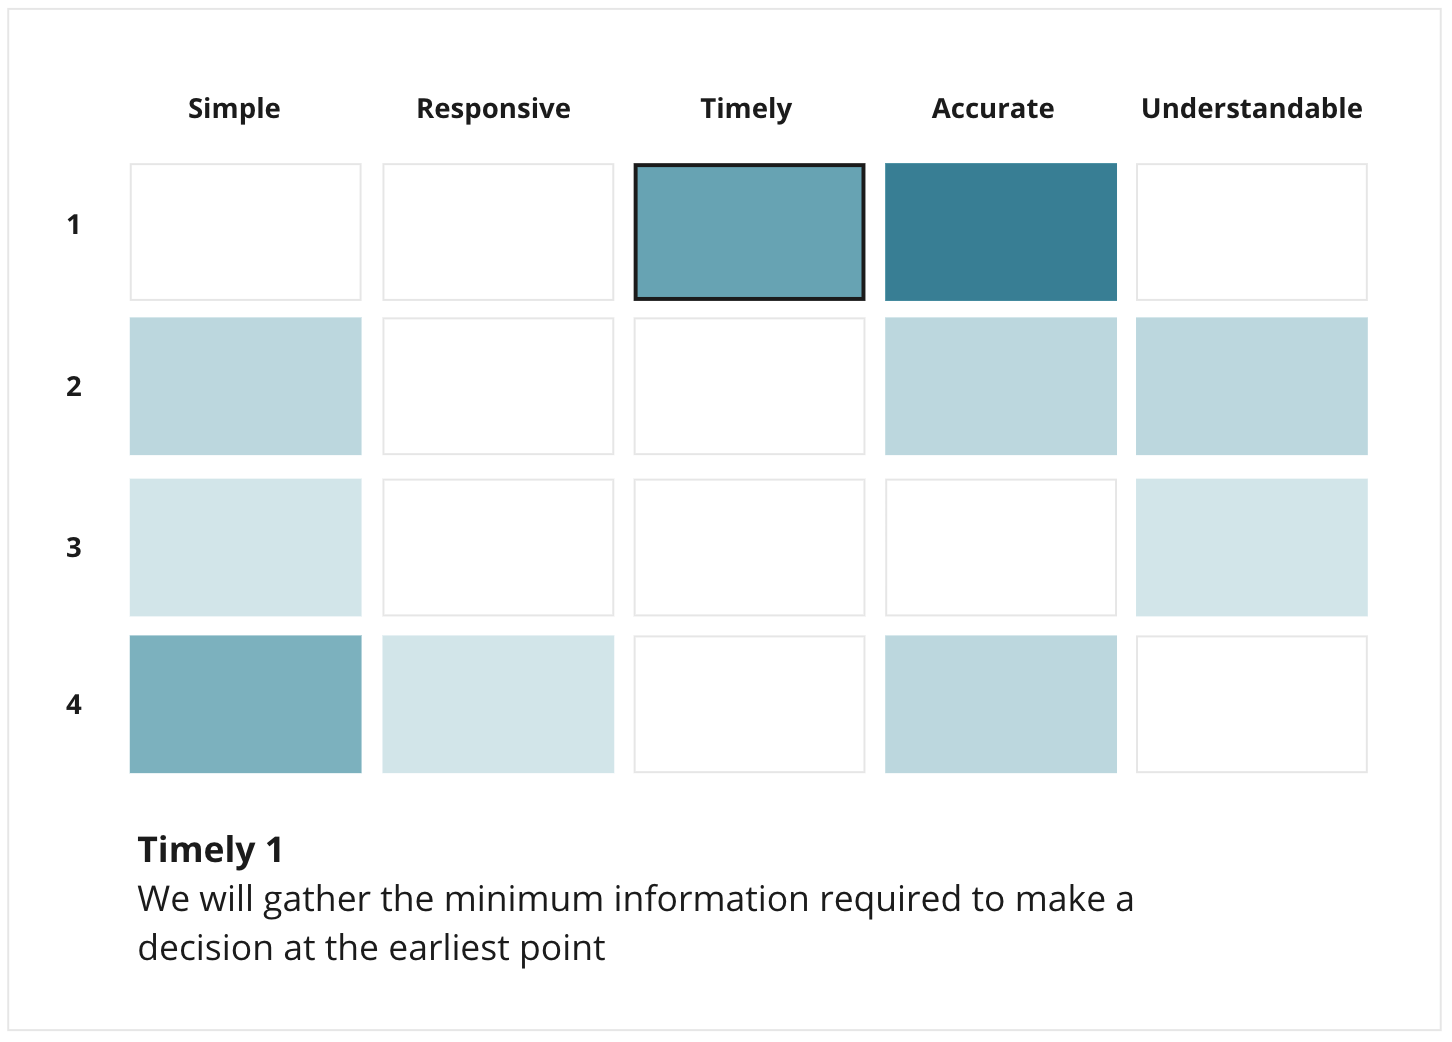 Simple Responsive Timely Accurate Understandable
1
2
3
4
Timely 1
We will gather the minimum information required to make a
decision at the earliest point